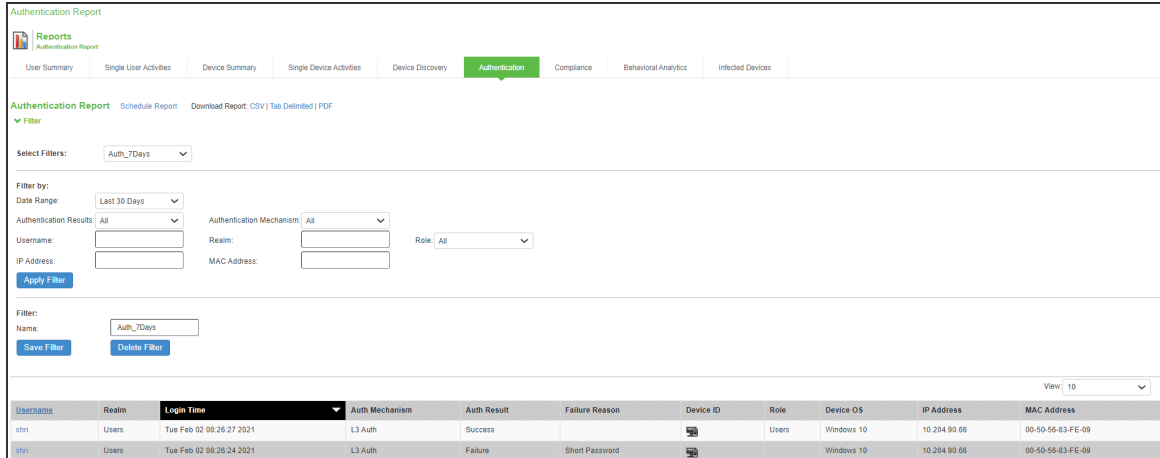 Authentication Report
Reports
Authentication Report
User Summary Single User Activities Device Summary Single Device Activities Device Discovery Authentication Compliance Behavioral Analytics Infected Devices
Authentication Report Schedule Report Download Report: CSV | Tab Delimited | PDF
Filter
Select Filters: Auth_7Days
Filter by:
Date Range: Last 30 Days
Authentication Results: All Authentication Mechanism: All
Username: Realm: Role: All
IP Address: MAC Address:
Apply Filter
Filter:
Name: Auth_7Days
Save Filter Delete Filter
View: 10
Username Realm Login Time Auth Mechanism Auth Result Failure Reason Device ID Role Device OS IP Address MAC Address
shri Users Tue Feb 02 08:26:27 2021 L3 Auth Success Users Windows 10 10.204.90.66 00-50-56-83-FE-09
shri Users Tue Feb 02 08:26:24 2021 L3 Auth Failure Short Password Windows 10 10.204.90.66 00-50-56-83-FE-09